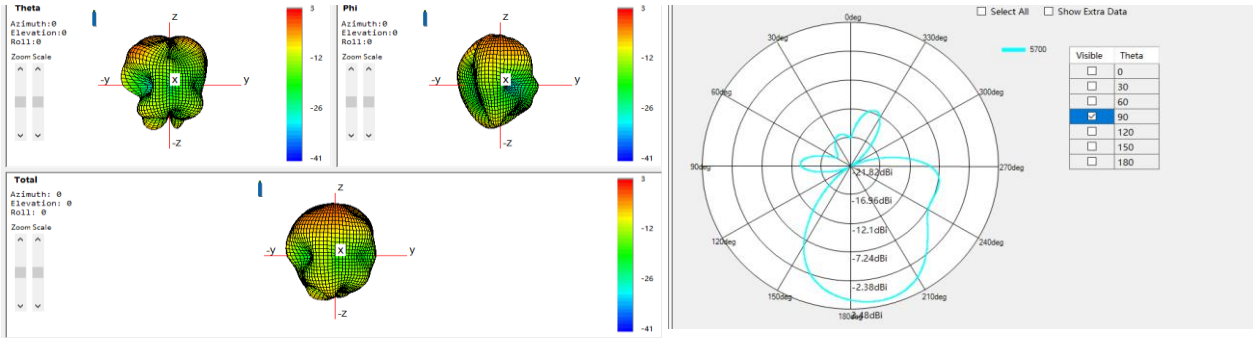 Theta
Azimuth:0
Elevation:0
Roll:0
Zoom Scale
z
-y
x
y
-z
3
-12
-26
-41
Phi
Azimuth:0
Elevation:0
Roll:0
Zoom Scale
z
-y
x
y
-z
3
-12
-26
-41
Total
Azimuth: 0
Elevation: 0
Roll: 0
Zoom Scale
z
-y
x
y
-z
3
-12
-26
-41
Select All
Show Extra Data
5700
0deg
30deg
330deg
60deg
300deg
90deg
270deg
120deg
240deg
150deg
210deg
-21.82dBi
-16.96dBi
-12.1dBi
-7.24dBi
-2.38dBi
Visible Theta
0
30
60
90
120
150
180